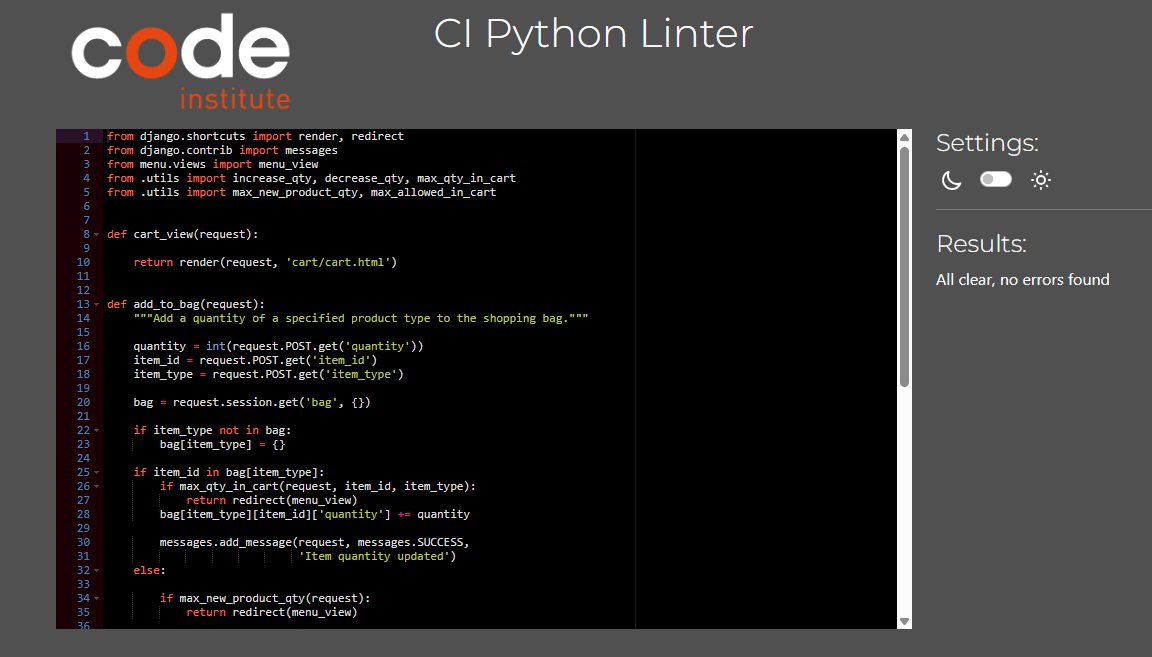 code
institute
CI Python Linter
1 from django.shortcuts import render, redirect
2 from django.contrib import messages
3 from menu.views import menu_view
4 from .utils import increase_qty, decrease_qty, max_qty_in_cart
5 from .utils import max_new_product_qty, max_allowed_in_cart
6
7
8 def cart_view(request):
9
10     return render(request, 'cart/cart.html')
11
12
13 def add_to_bag(request):
14     """Add a quantity of a specified product type to the shopping bag."""
15
16     quantity = int(request.POST.get('quantity'))
17     item_id = request.POST.get('item_id')
18     item_type = request.POST.get('item_type')
19
20     bag = request.session.get('bag', {})
21
22     if item_type not in bag:
23         bag[item_type] = {}
24
25     if item_id in bag[item_type]:
26         if max_qty_in_cart(request, item_id, item_type):
27             return redirect(menu_view)
28         bag[item_type][item_id]['quantity'] += quantity
29
30         messages.add_message(request, messages.SUCCESS,
31                              'Item quantity updated')
32     else:
33
34         if max_new_product_qty(request):
35             return redirect(menu_view)
36
Settings:
Results:
All clear, no errors found